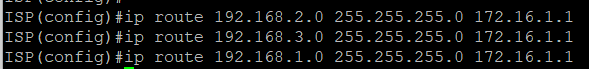 ISP(config)#
ISP(config)#ip route 192.168.2.0 255.255.255.0 172.16.1.1
ISP(config)#ip route 192.168.3.0 255.255.255.0 172.16.1.1
ISP(config)#ip route 192.168.1.0 255.255.255.0 172.16.1.1